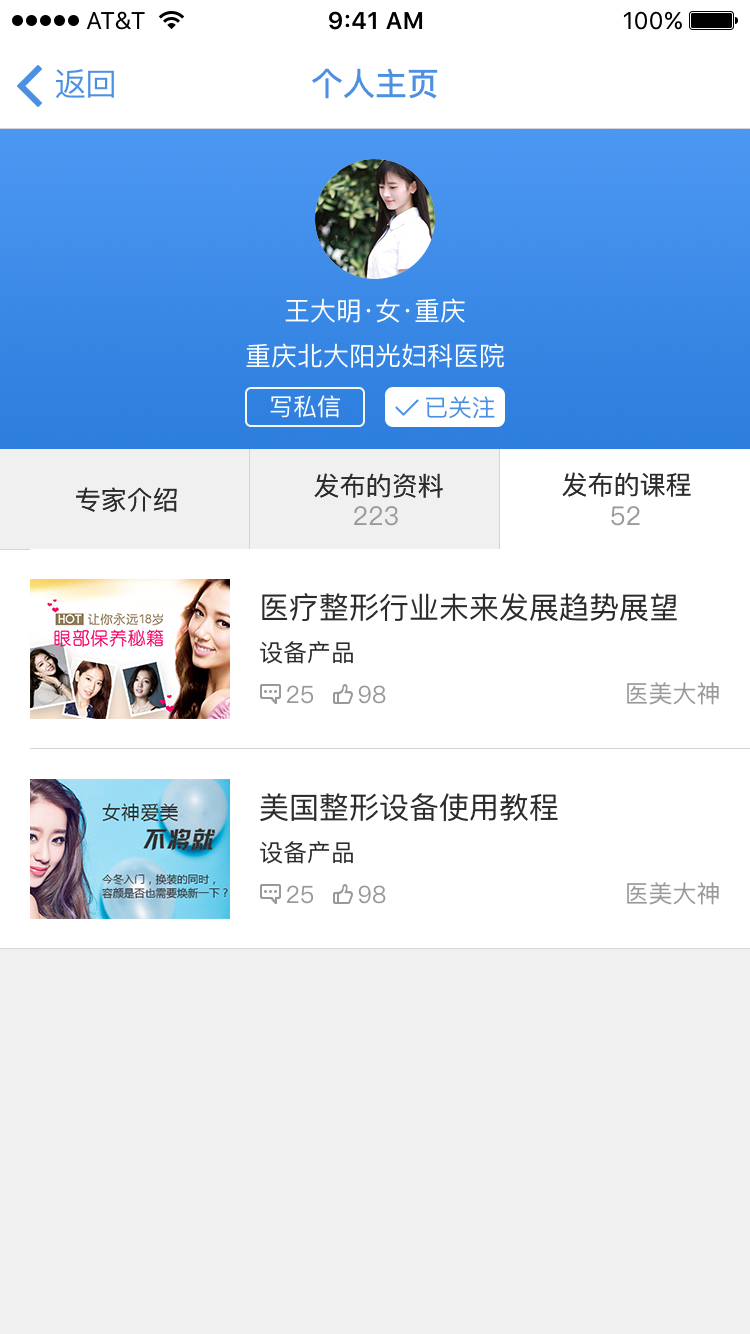 AT&T 9:41 AM 100%
返回 个人主页
王大明·女·重庆
重庆北大阳光妇科医院
写私信 已关注
专家介绍
发布的资料
223
发布的课程
52
HOT 让你永远18岁
眼部保养秘籍
医疗整形行业未来发展趋势展望
设备产品
25 98 医美大神
女神爱美
不将就
今冬入门，换装的同时，
容颜是否也需要焕新一下？
美国整形设备使用教程
设备产品
25 98 医美大神